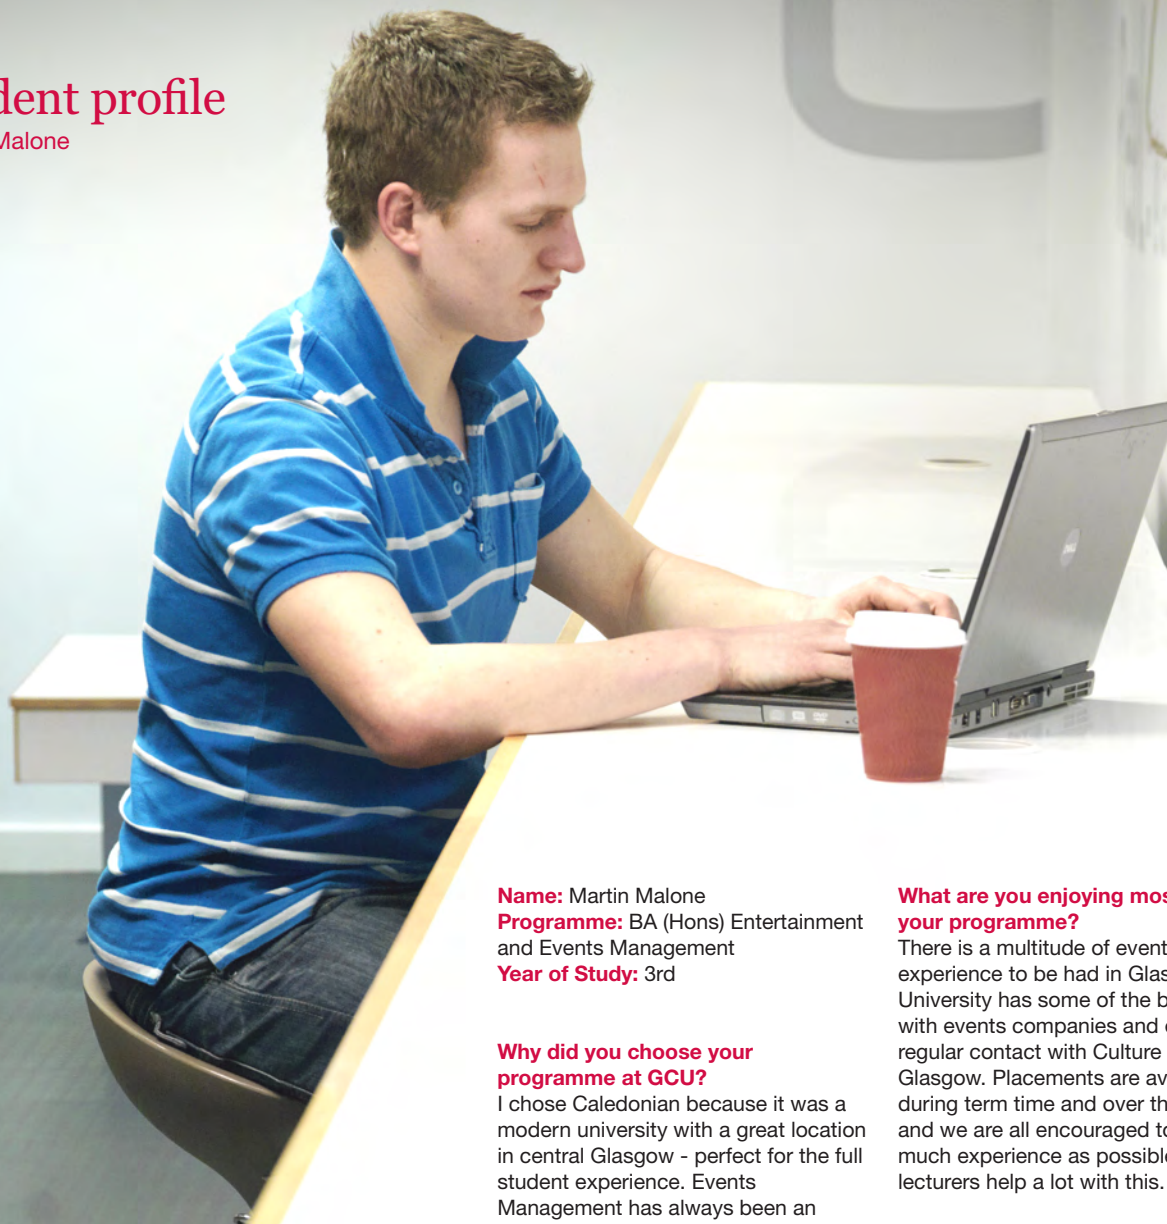 dent profile
Malone
Name: Martin Malone
Programme: BA (Hons) Entertainment
and Events Management
Year of Study: 3rd
Why did you choose your
programme at GCU?
I chose Caledonian because it was a
modern university with a great location
in central Glasgow - perfect for the full
student experience. Events
Management has always been an
What are you enjoying mos
your programme?
There is a multitude of event
experience to be had in Glas
University has some of the b
with events companies and
regular contact with Culture
Glasgow. Placements are av
during term time and over th
and we are all encouraged to
much experience as possible
lecturers help a lot with this.
DELL